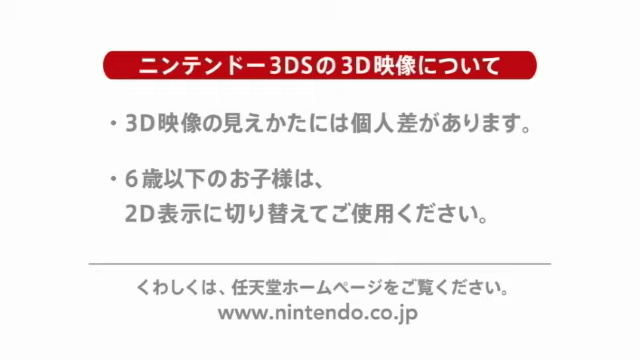 ニンテンドー3DSの3D映像について
・3D映像の見えかたには個人差があります。
・6歳以下のお子様は、
2D表示に切り替えてご使用ください。
くわしくは、任天堂ホームページをご覧ください。
www.nintendo.co.jp